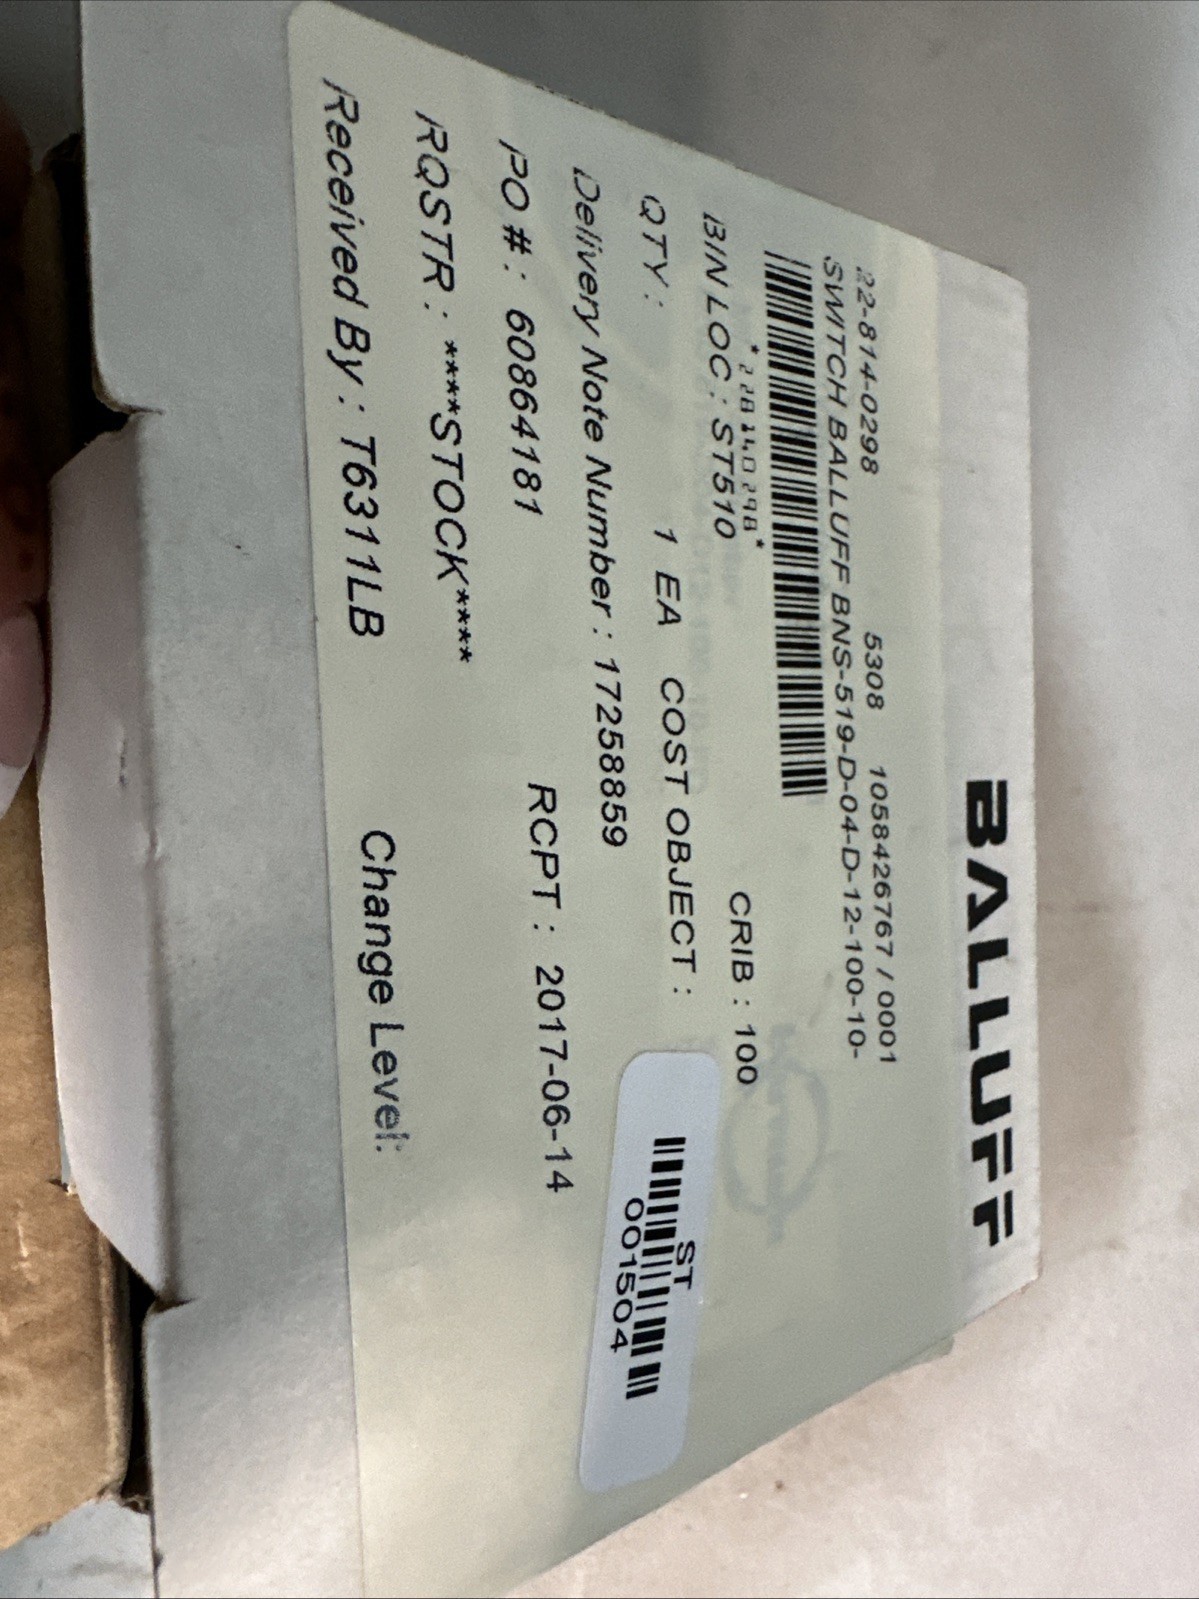 BALLUFF
22-814-0298 5308 1058426767 / 0001
SWITCH BALLUFF BNS-519-D-04-D-12-100-10-
*228140298*
BIN LOC : ST510 CRIB : 100
QTY : 1 EA COST OBJECT :
Delivery Note Number : 17258859
PO # : 60864181 RCPT : 2017-06-14
RQSTR : ****STOCK****
Received By : T6311LB Change Level:
ST
001504